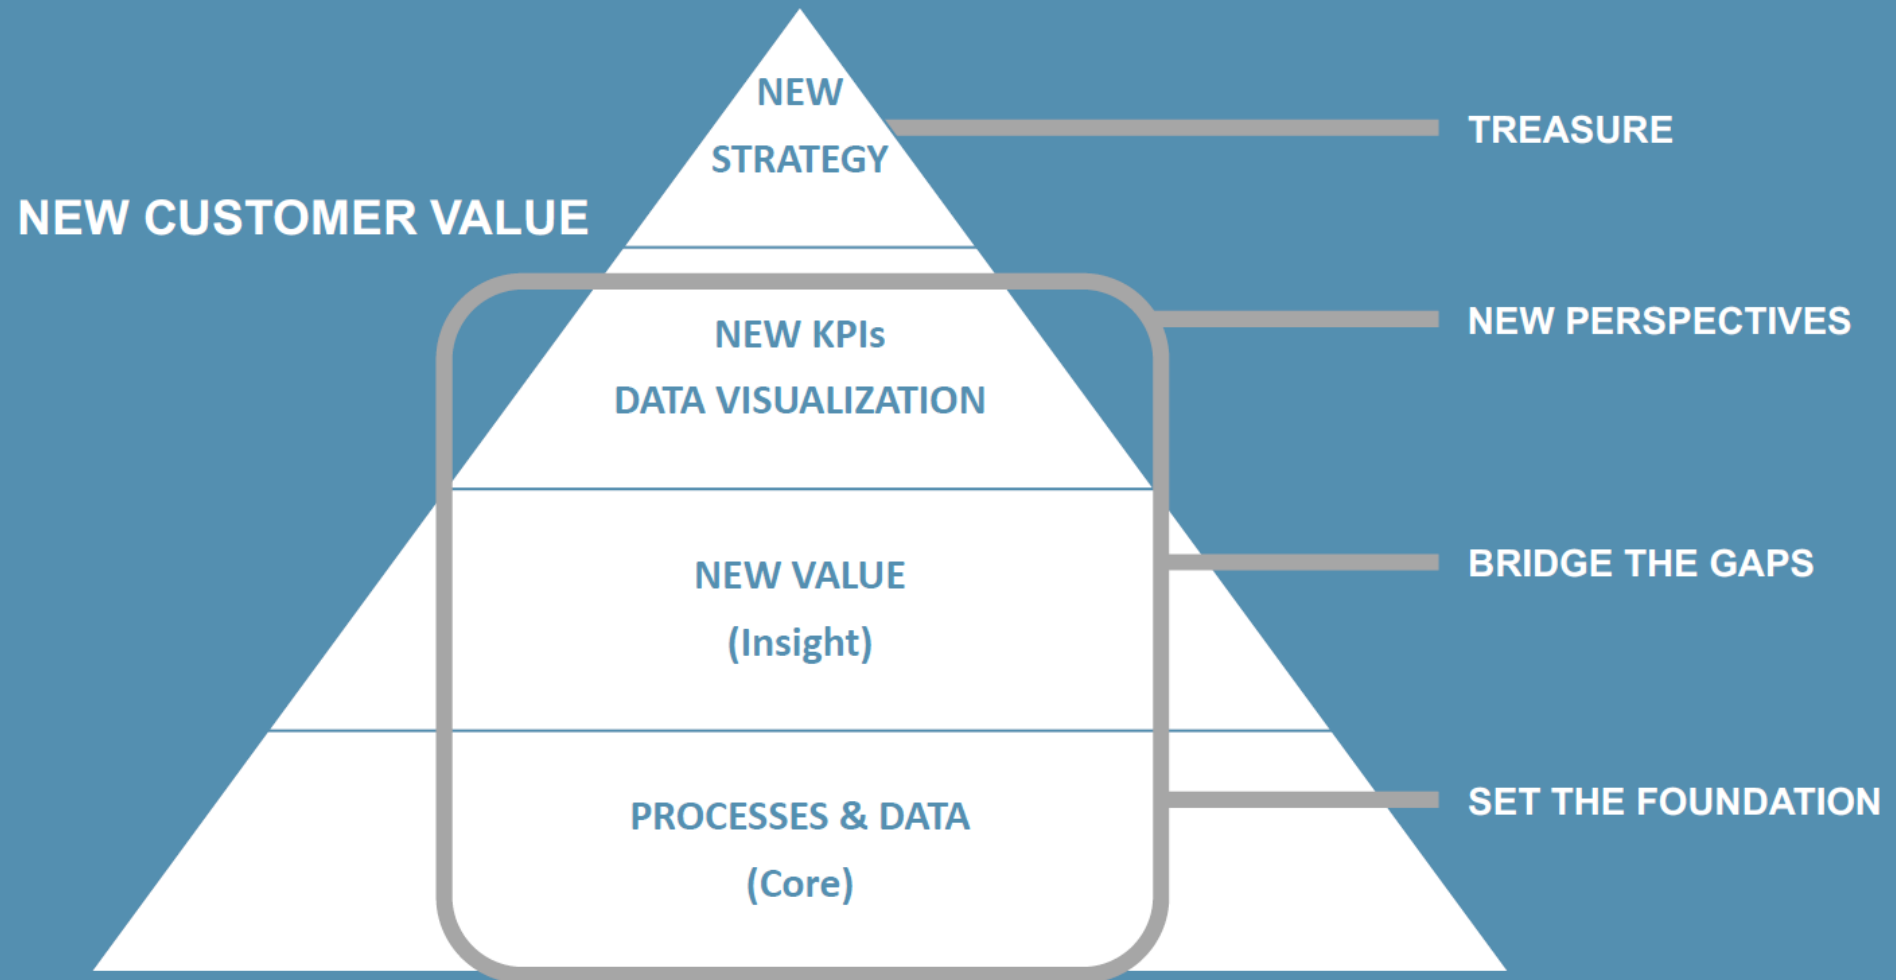 NEW
STRATEGY
TREASURE
NEW CUSTOMER VALUE
NEW KPIs
DATA VISUALIZATION
NEW PERSPECTIVES
NEW VALUE
(Insight)
BRIDGE THE GAPS
PROCESSES & DATA
(Core)
SET THE FOUNDATION